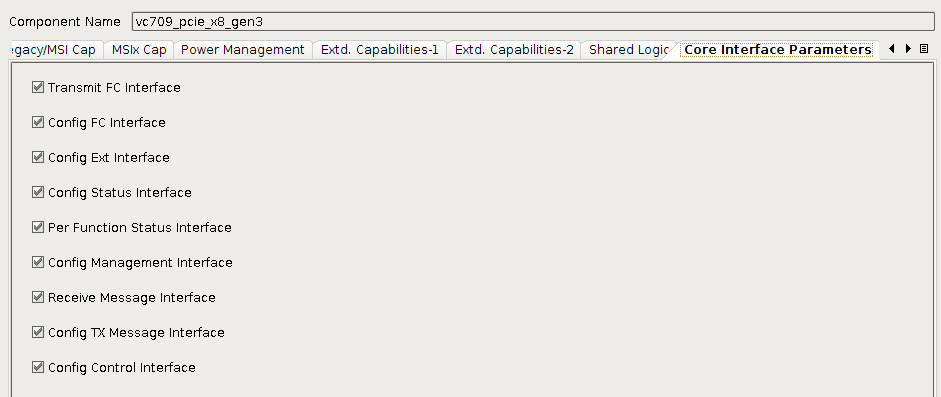 Component Name vc709_pcie_x8_gen3
egacy/MSI Cap MSIx Cap Power Management Extd. Capabilities-1 Extd. Capabilities-2 Shared Logic Core Interface Parameters
Transmit FC Interface
Config FC Interface
Config Ext Interface
Config Status Interface
Per Function Status Interface
Config Management Interface
Receive Message Interface
Config TX Message Interface
Config Control Interface